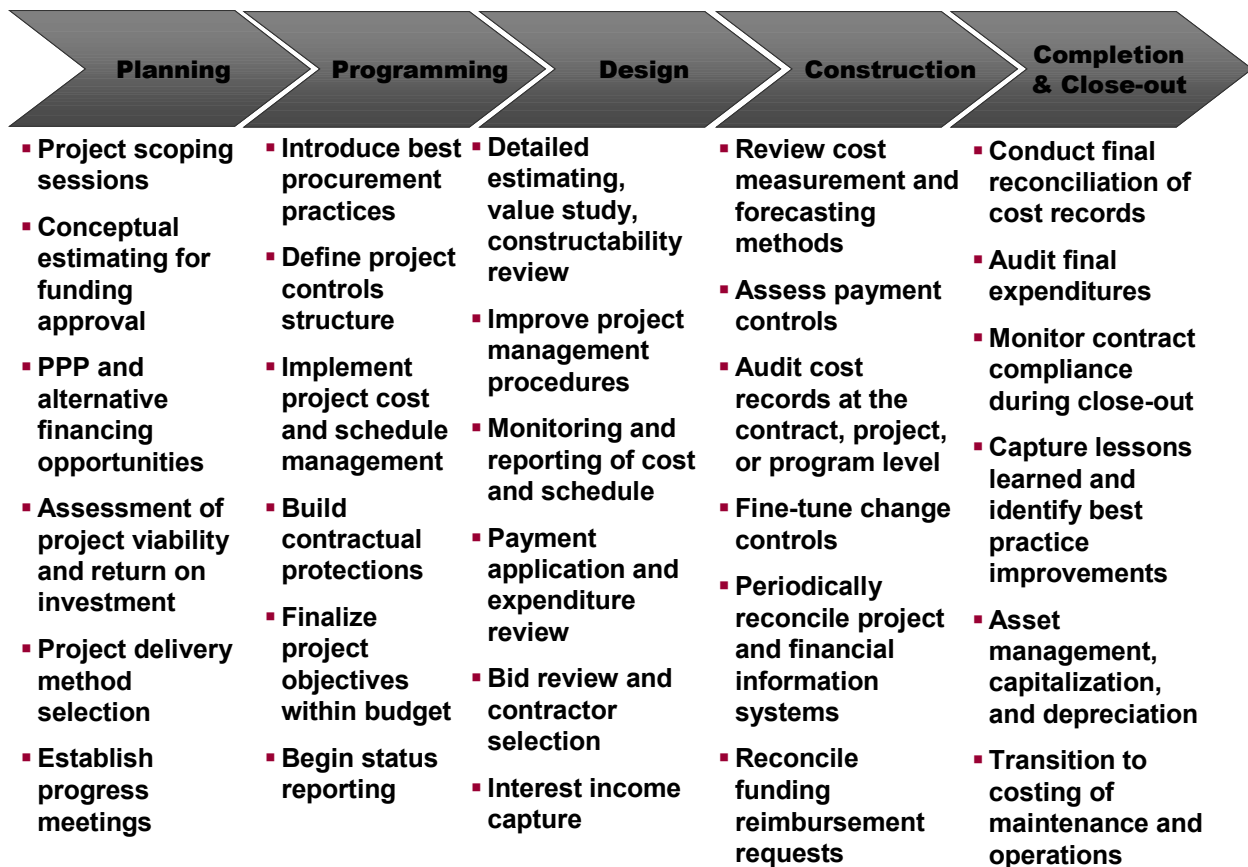 Planning
Programming
Design
Construction
Completion
& Close-out
▪ Project scoping
sessions
▪ Conceptual
estimating for
funding
approval
▪ PPP and
alternative
financing
opportunities
▪ Assessment of
project viability
and return on
investment
▪ Project delivery
method
selection
▪ Establish
progress
meetings
▪ Introduce best
procurement
practices
▪ Define project
controls
structure
▪ Implement
project cost
and schedule
management
▪ Build
contractual
protections
▪ Finalize
project
objectives
within budget
▪ Begin status
reporting
▪ Detailed
estimating,
value study,
constructability
review
▪ Improve project
management
procedures
▪ Monitoring and
reporting of cost
and schedule
▪ Payment
application and
expenditure
review
▪ Bid review and
contractor
selection
▪ Interest income
capture
▪ Review cost
measurement and
forecasting
methods
▪ Assess payment
controls
▪ Audit cost
records at the
contract, project,
or program level
▪ Fine-tune change
controls
▪ Periodically
reconcile project
and financial
information
systems
▪ Reconcile
funding
reimbursement
requests
▪ Conduct final
reconciliation of
cost records
▪ Audit final
expenditures
▪ Monitor contract
compliance
during close-out
▪ Capture lessons
learned and
identify best
practice
improvements
▪ Asset
management,
capitalization,
and depreciation
▪ Transition to
costing of
maintenance and
operations